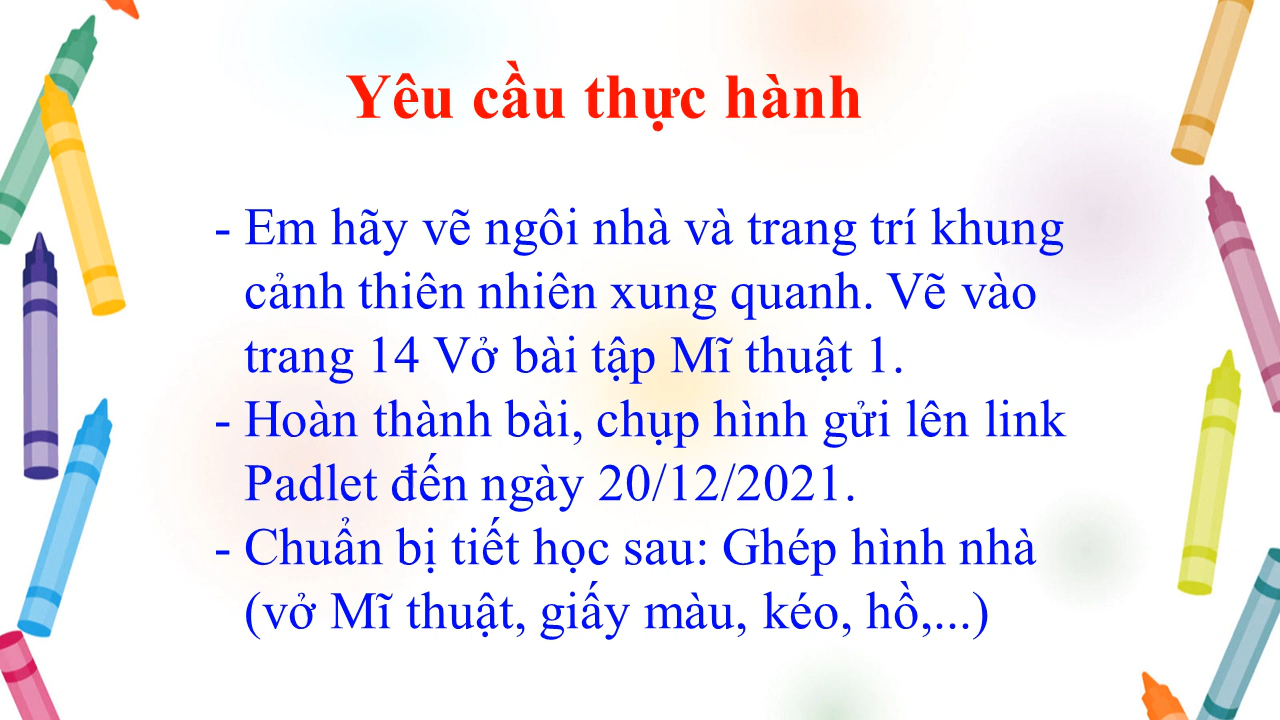 Yêu cầu thực hành
- Em hãy vẽ ngôi nhà và trang trí khung
cảnh thiên nhiên xung quanh. Vẽ vào
trang 14 Vở bài tập Mĩ thuật 1.
- Hoàn thành bài, chụp hình gửi lên link
Padlet đến ngày 20/12/2021.
- Chuẩn bị tiết học sau: Ghép hình nhà
(vở Mĩ thuật, giấy màu, kéo, hồ,...)